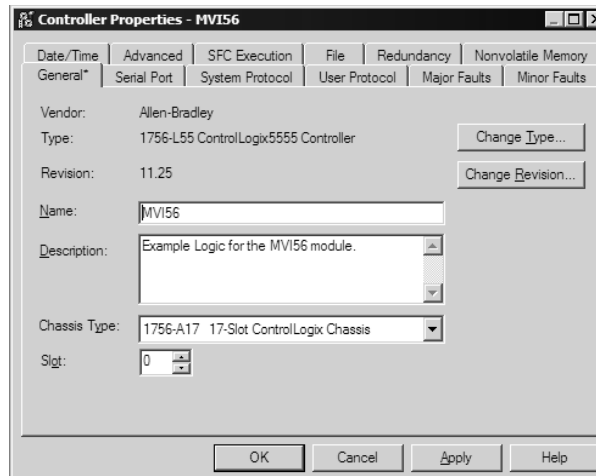 Controller Properties - MVI56
Date/Time Advanced SFC Execution File Redundancy Nonvolatile Memory
General* Serial Port System Protocol User Protocol Major Faults Minor Faults
Vendor: Allen-Bradley
Type: 1756-L55 ControlLogix5555 Controller Change Type...
Revision: 11.25 Change Revision...
Name: MVI56
Description: Example Logic for the MVI56 module.
Chassis Type: 1756-A17 17-Slot ControlLogix Chassis
Slot: 0
OK Cancel Apply Help